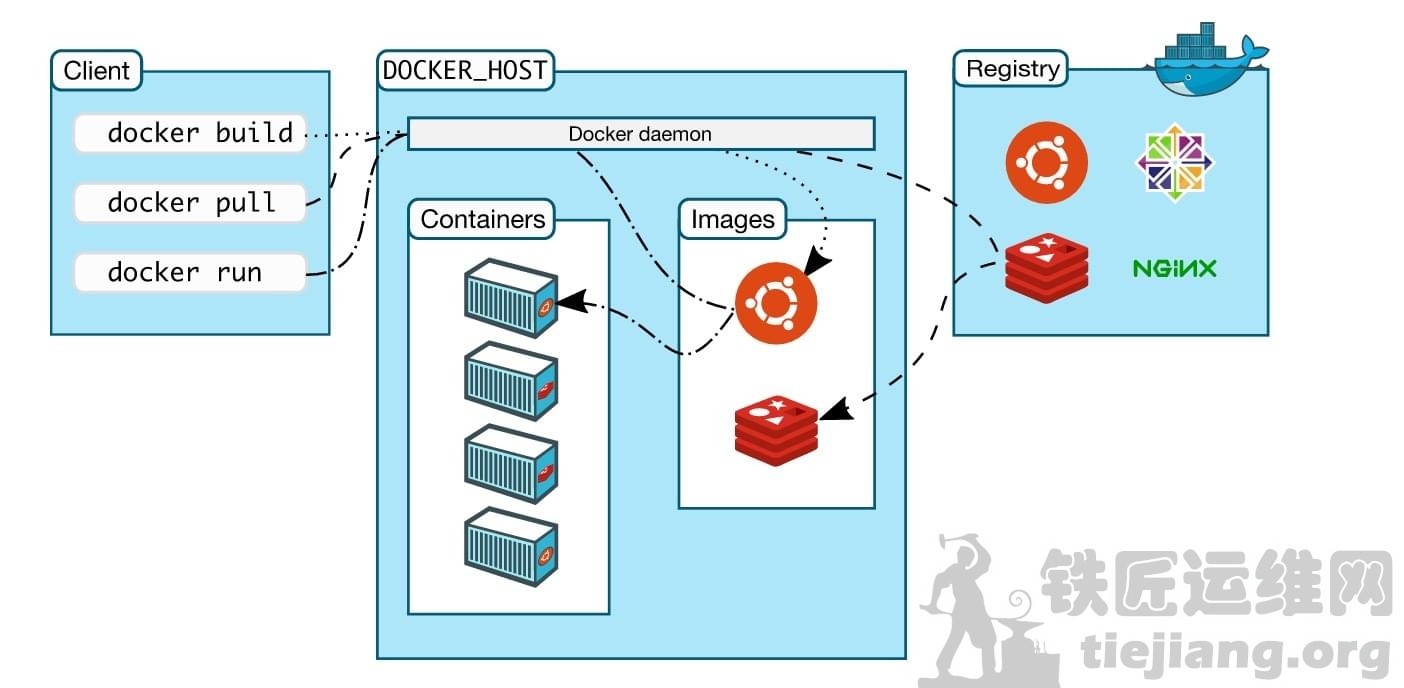 Client
docker build
docker pull
docker run
DOCKER_HOST
Docker daemon
Containers
Images
Registry
NGiNX
铁匠运维网
tiejiang.org